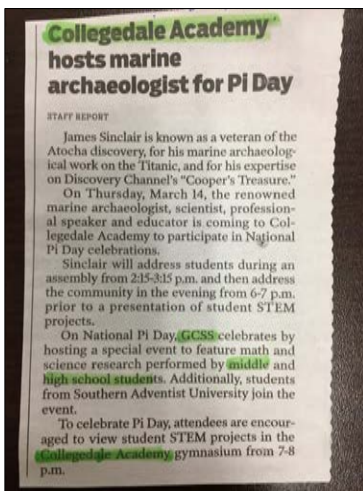 Collegedale Academy
hosts marine
archaeologist for Pi Day
STAFF REPORT
James Sinclair is known as a veteran of the
Atocha discovery, for his marine archaeolog-
ical work on the Titanic, and for his expertise
on Discovery Channel's "Cooper's Treasure."
On Thursday, March 14, the renowned
marine archaeologist, scientist, profession-
al speaker and educator is coming to Col-
legedale Academy to participate in National
Pi Day celebrations.
Sinclair will address students during an
assembly from 2:15-3:15 p.m. and then address
the community in the evening from 6-7 p.m.
prior to a presentation of student STEM
projects.
On National Pi Day, GCSS celebrates by
hosting a special event to feature math and
science research performed by middle and
high school students. Additionally, students
from Southern Adventist University join the
event.
To celebrate Pi Day, attendees are encour-
aged to view student STEM projects in the
Collegedale Academy gymnasium from 7-8
p.m.